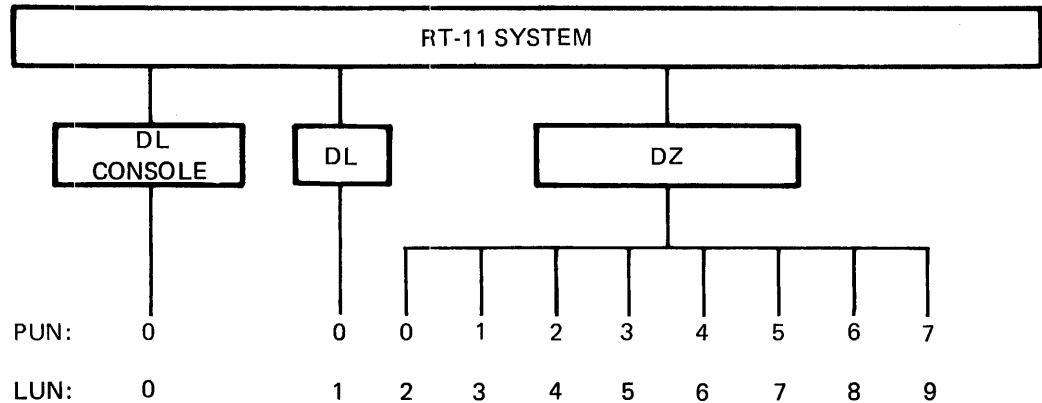 RT-11 SYSTEM
DL CONSOLE
DL
DZ
PUN: 0 0 0 1 2 3 4 5 6 7
LUN: 0 1 2 3 4 5 6 7 8 9